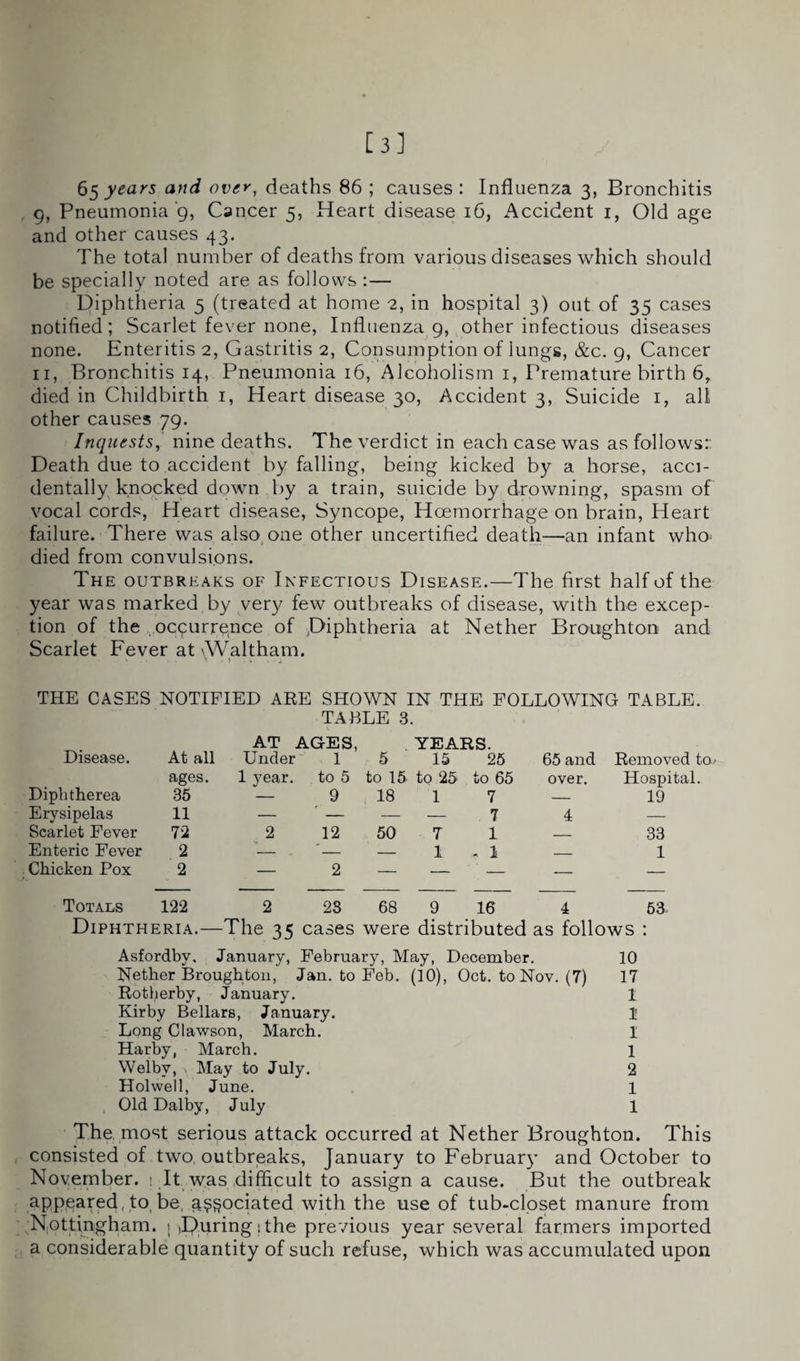 [3]
65 years and over, deaths 86 ; causes : Influenza 3, Bronchitis
9, Pneumonia 9, Cancer 5, Heart disease 16, Accident 1, Old age
and other causes 43.
The total number of deaths from various diseases which should
be specially noted are as follows :—
Diphtheria 5 (treated at home 2, in hospital 3) out of 35 cases
notified ; Scarlet fever none, Influenza 9, other infectious diseases
none. Enteritis 2, Gastritis 2, Consumption of lungs, &c. 9, Cancer
11, Bronchitis 14, Pneumonia 16, Alcoholism 1, Premature birth 6,
died in Childbirth 1, Heart disease 30, Accident 3, Suicide 1, all
other causes 79.
Inquests, nine deaths. The verdict in each case was as follows:
Death due to accident by falling, being kicked by a horse, acci-
dentally knocked down by a train, suicide by drowning, spasm of
vocal cords, Heart disease, Syncope, Hœmorrhage on brain, Heart
failure. There was also one other uncertified death—an infant who
died from convulsions.
THE OUTBREAKS OF INFECTIOUS DISEASE.—The first half of the
year was marked by very few outbreaks of disease, with the excep-
tion of the occurrence of Diphtheria at Nether Broughton and
Scarlet Fever at Waltham.
THE CASES NOTIFIED ARE SHOWN IN THE FOLLOWING TABLE.
TABLE 3.
AT AGES, YEARS.
Disease. At all Under 1 5 15 25 65 and Removed to
ages. 1 year. to 5 to 15 to 25 to 65 over. Hospital.
Diphtherea 35 — 9 18 1 7 — 19
Erysipelas 11 — — — — 7 4 —
Scarlet Fever 72 2 12 50 7 1 — 33
Enteric Fever 2 — — — 1 1 — 1
Chicken Pox 2 — 2 — — — — —
TOTALS 122 2 23 68 9 16 4 53
DIPHTHERIA.—The 35 cases were distributed as follows :
Asfordby. January, February, May, December. 10
Nether Broughton, Jan. to Feb. (10), Oct. to Nov. (7) 17
Rotherby, January. 1
Kirby Bellars, January. 1
Long Clawson, March. 1
Harby, March. 1
Welby, May to July. 2
Holwell, June. 1
Old Dalby, July 1
The most serious attack occurred at Nether Broughton. This
consisted of two outbreaks, January to February and October to
November. It was difficult to assign a cause. But the outbreak
appeared to be associated with the use of tub-closet manure from
Nottingham. During the previous year several farmers imported
a considerable quantity of such refuse, which was accumulated upon